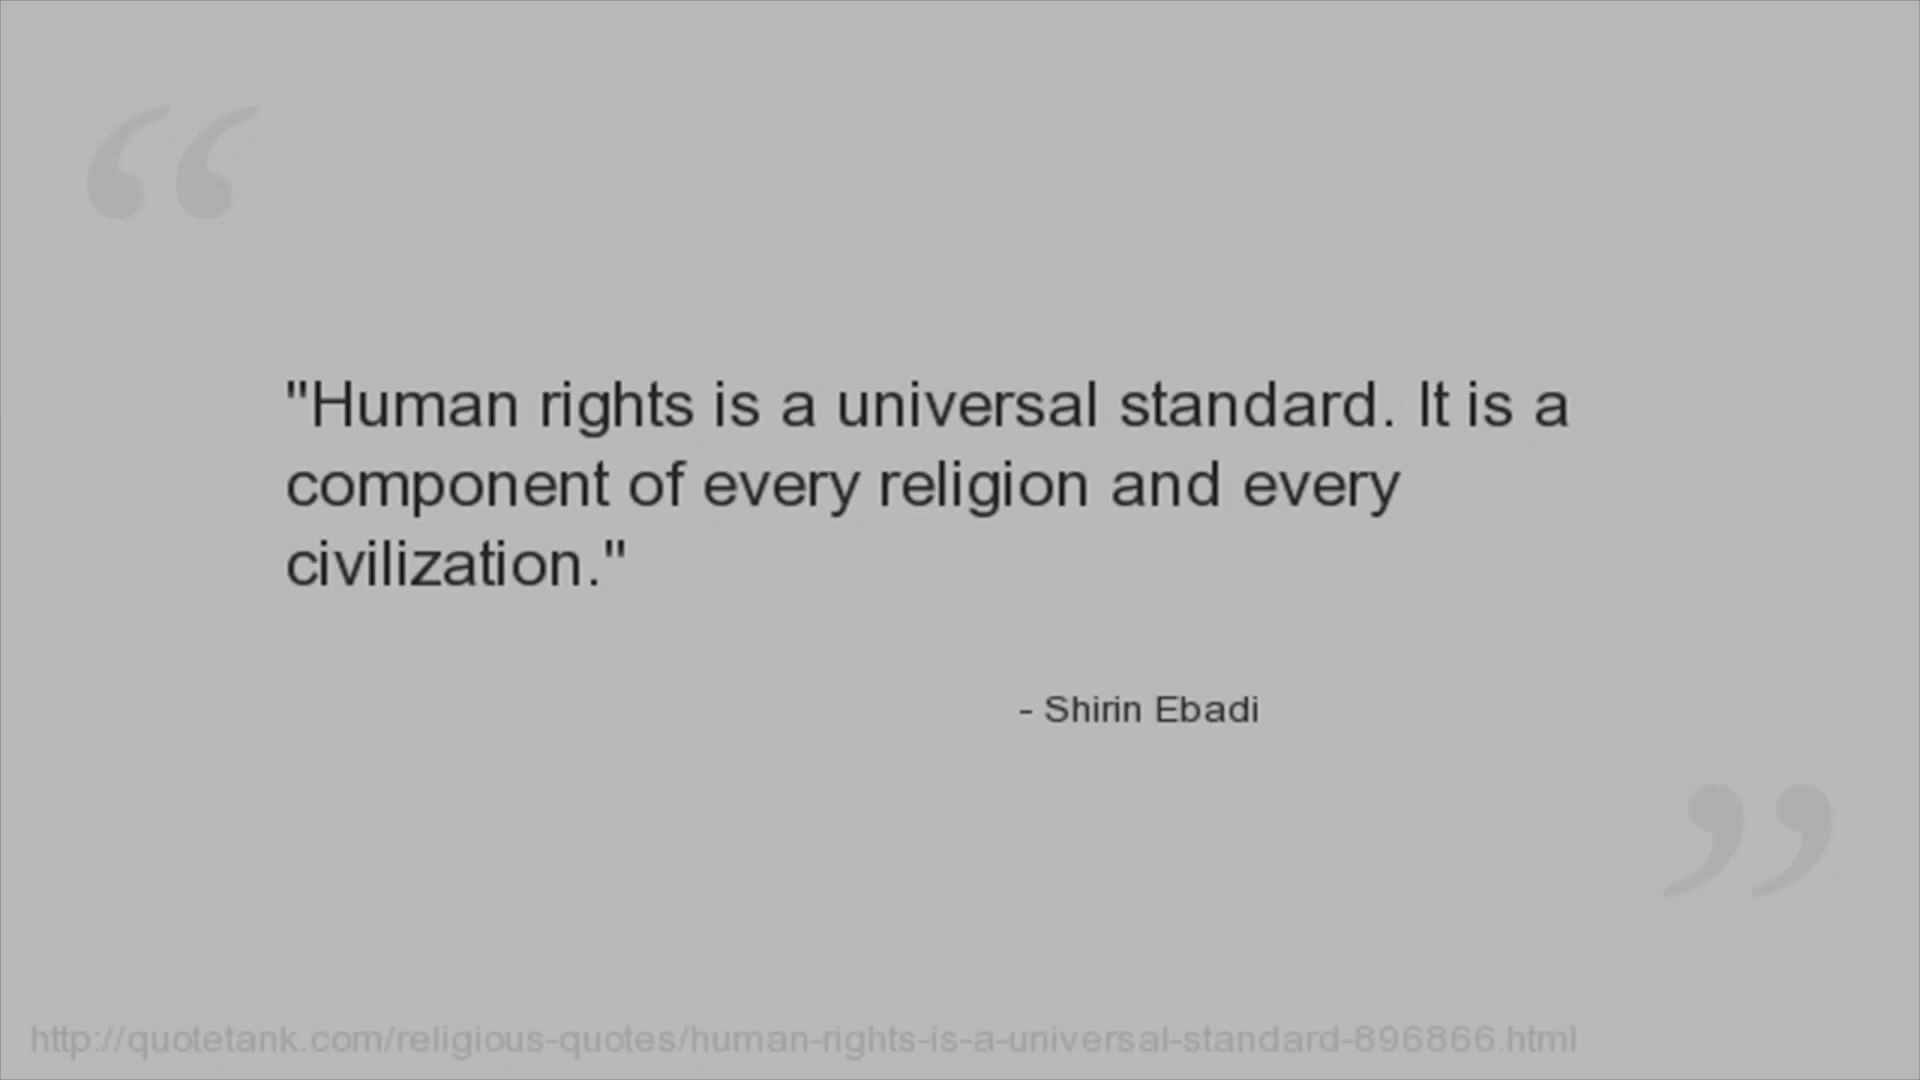 "Human rights is a universal standard. It is a
component of every religion and every
civilization."
- Shirin Ebadi
http://quotetank.com/religious-quotes/human-rights-is-a-universal-standard-896866.html